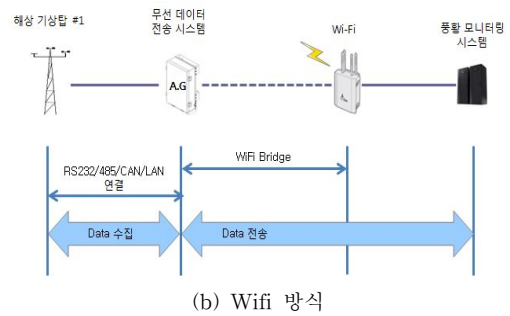 해상 기상탑 #1
무선 데이터
전송 시스템
Wi-Fi
풍황 모니터링
시스템
A.G
WiFi Bridge
RS232/485/CAN/LAN
연결
Data 수집
Data 전송
(b) Wifi 방식